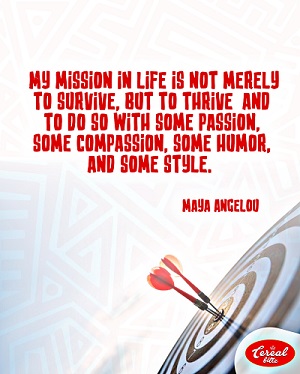 MY MISSION IN LIFE IS NOT MERELY
TO SURVIVE, BUT TO THRIVE AND
TO DO SO WITH SOME PASSION,
SOME COMPASSION, SOME HUMOR,
AND SOME STYLE.
MAYA ANGELOU
Cereal
bitz